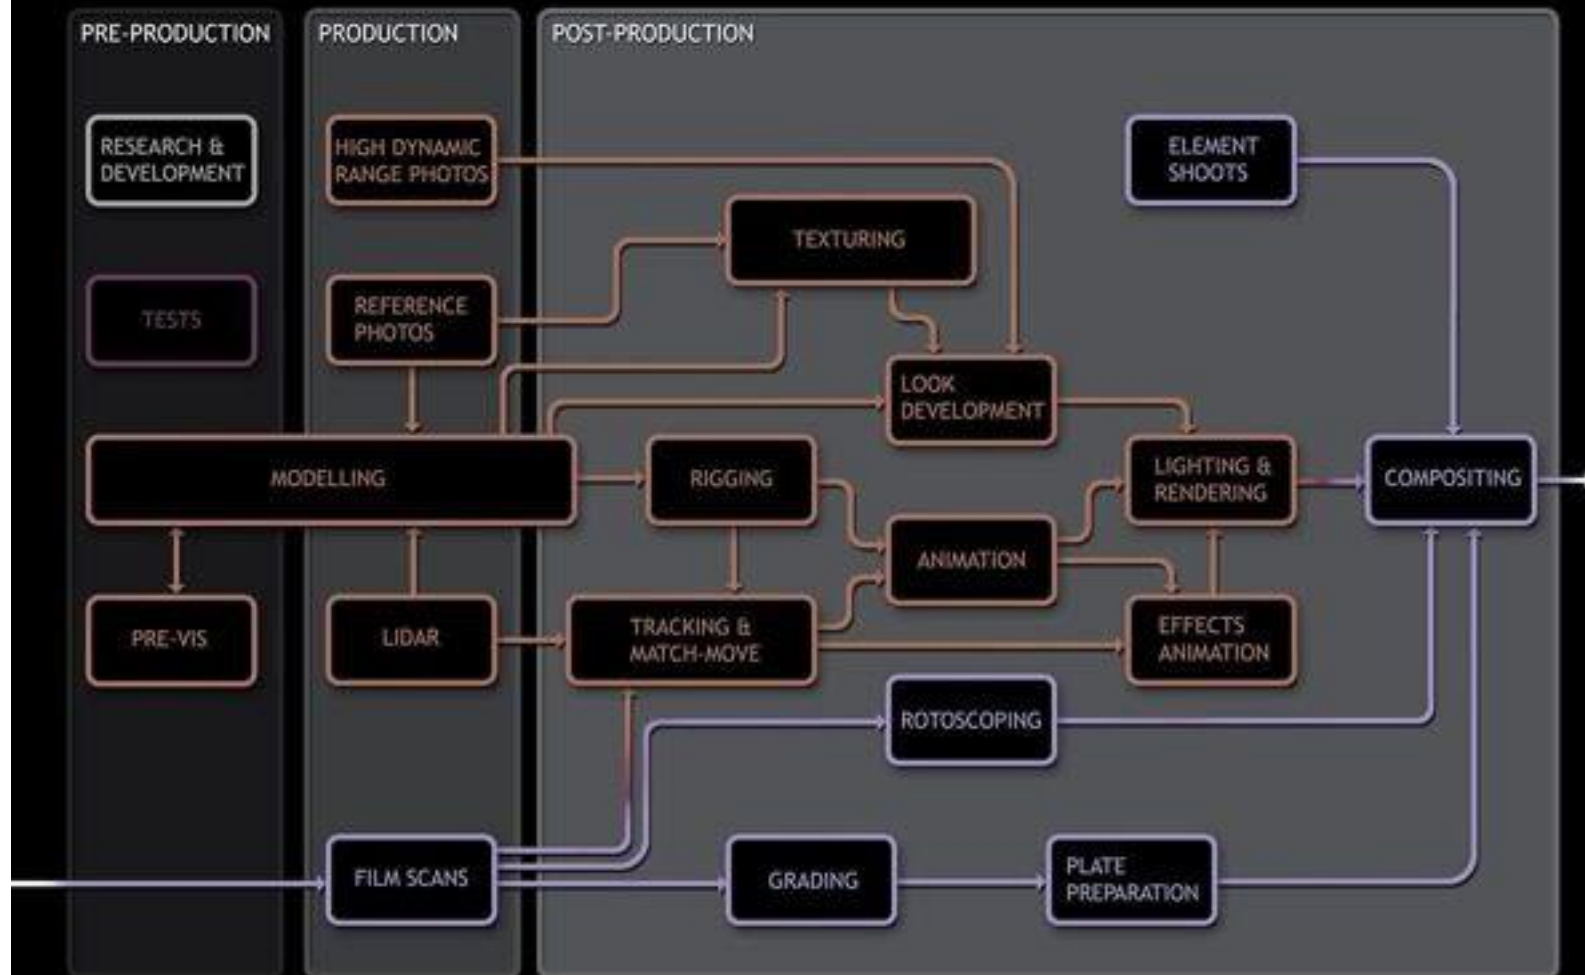 PRE-PRODUCTION
PRODUCTION
POST-PRODUCTION
RESEARCH &
DEVELOPMENT
HIGH DYNAMIC
RANGE PHOTOS
ELEMENT
SHOOTS
TEXTURING
TESTS
REFERENCE
PHOTOS
LOOK
DEVELOPMENT
MODELLING
RIGGING
LIGHTING &
RENDERING
COMPOSITING
ANIMATION
PRE-VIS
LIDAR
TRACKING &
MATCH-MOVE
EFFECTS
ANIMATION
ROTOSCOPING
FILM SCANS
GRADING
PLATE
PREPARATION